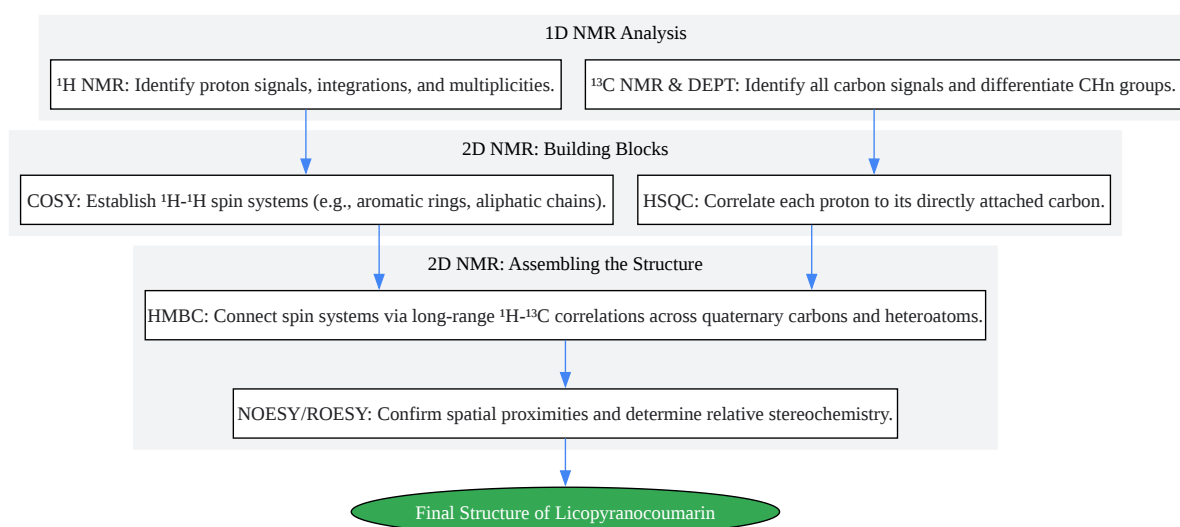 1D NMR Analysis
¹H NMR: Identify proton signals, integrations, and multiplicities.
¹³C NMR & DEPT: Identify all carbon signals and differentiate CHn groups.
2D NMR: Building Blocks
COSY: Establish ¹H-¹H spin systems (e.g., aromatic rings, aliphatic chains).
HSQC: Correlate each proton to its directly attached carbon.
2D NMR: Assembling the Structure
HMBC: Connect spin systems via long-range ¹H-¹³C correlations across quaternary carbons and heteroatoms.
NOESY/ROESY: Confirm spatial proximities and determine relative stereochemistry.
Final Structure of Licopyranocoumarin